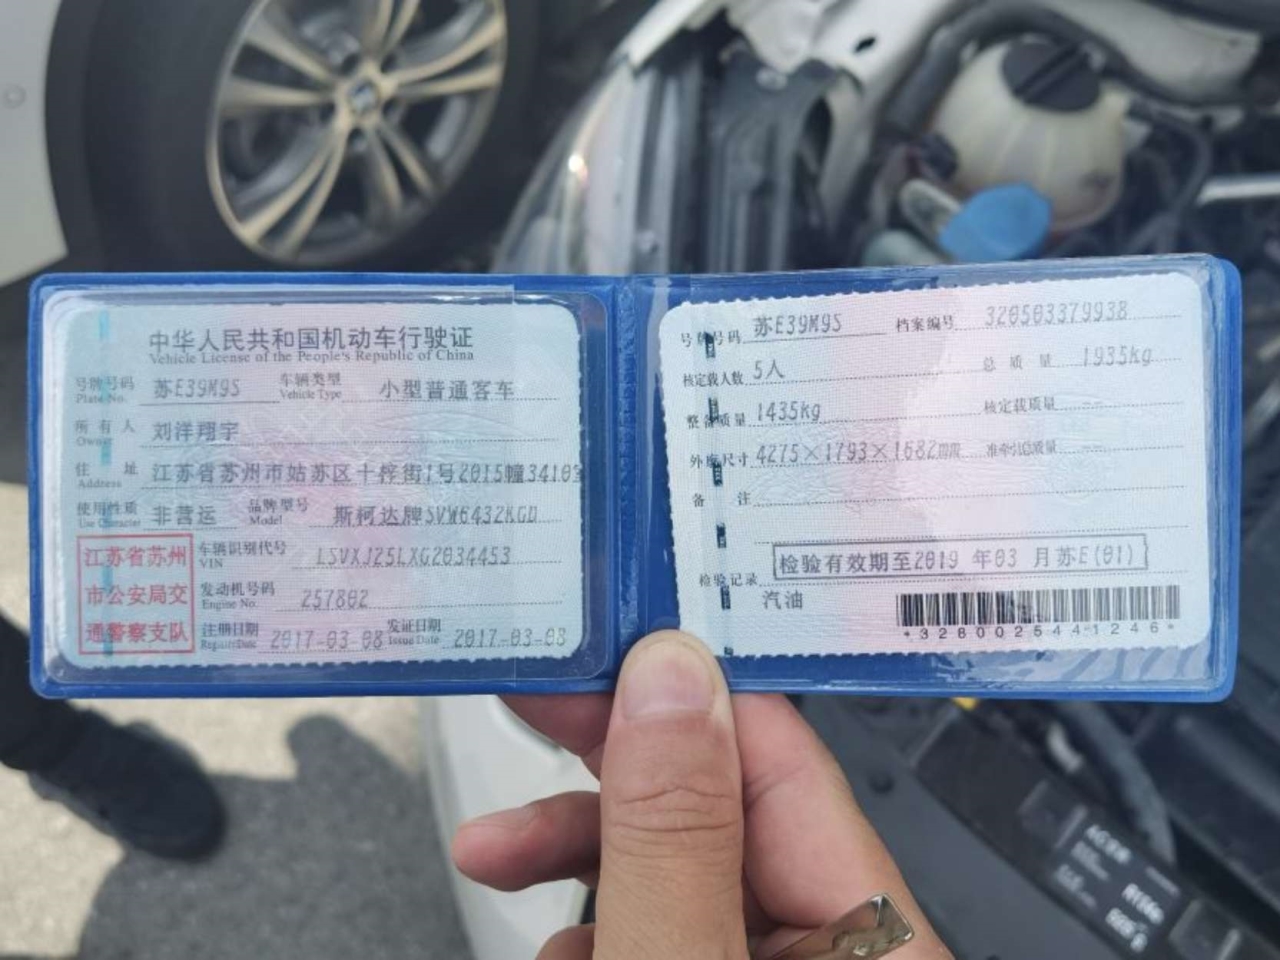 中华人民共和国机动车行驶证
Vehicle License of the People's Republic of China
号牌号码 苏E39M9S 车辆类型 小型普通客车
Plate No. Vehicle Type
所有人 刘洋翔宇
Owner
住址 江苏省苏州市姑苏区十梓街1号2015幢3410室
Address
使用性质 非营运 品牌型号 斯柯达牌SVW6432KGD
Use Character Model
江苏省苏州
市公安局交
通警察支队
车辆识别代号 LSVXJ25LXG2034453
VIN
发动机号码 257802
Engine No.
注册日期 2017-03-08 发证日期 2017-03-08
Register Date Issue Date
号牌号码 苏E39M9S 档案编号 320503379938
核定载人数 5人 总质量 1935kg
整备质量 1435kg 核定载质量 --
外廓尺寸 4275×1793×1682mm 准牵引总质量 --
备注
检验有效期至2019年03月苏E(01)
检验记录
汽油
*3280025441246*